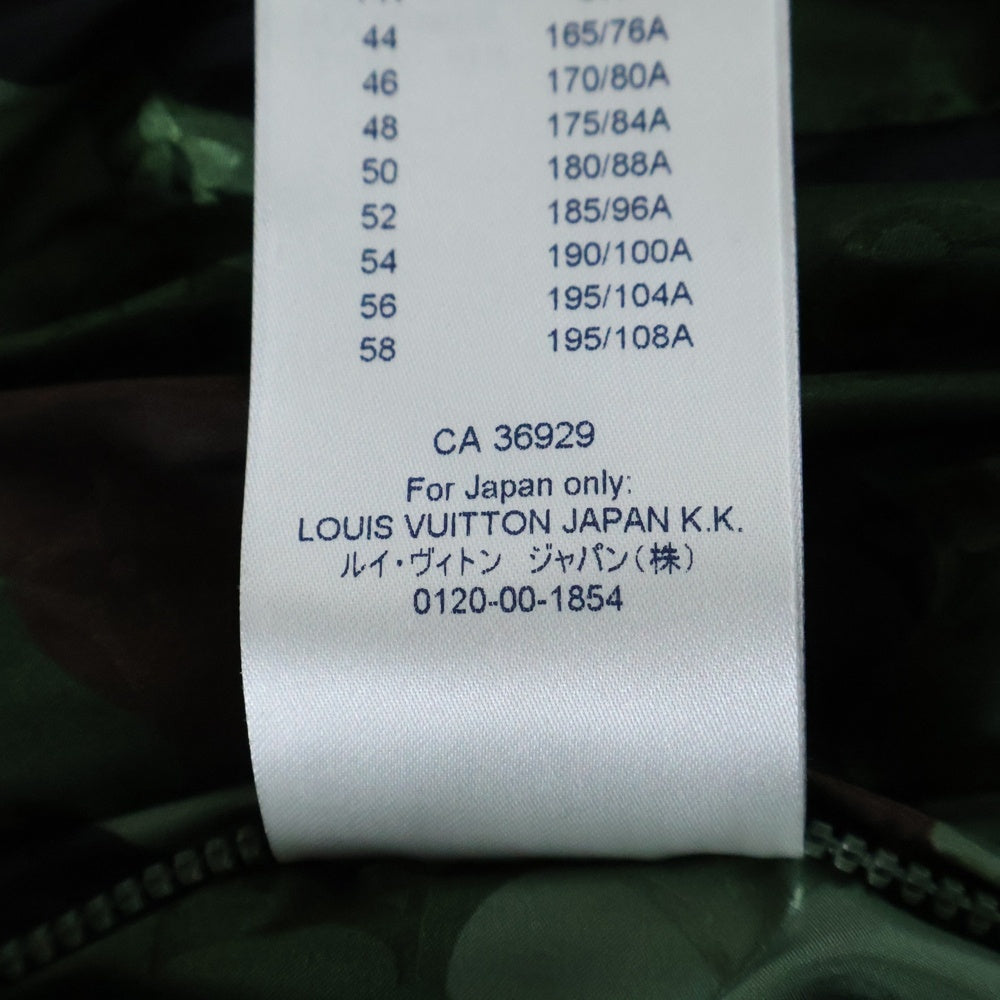 44 165/76A
46 170/80A
48 175/84A
50 180/88A
52 185/96A
54 190/100A
56 195/104A
58 195/108A
CA 36929
For Japan only:
LOUIS VUITTON JAPAN K.K.
ルイ・ヴィトン ジャパン(株)
0120-00-1854